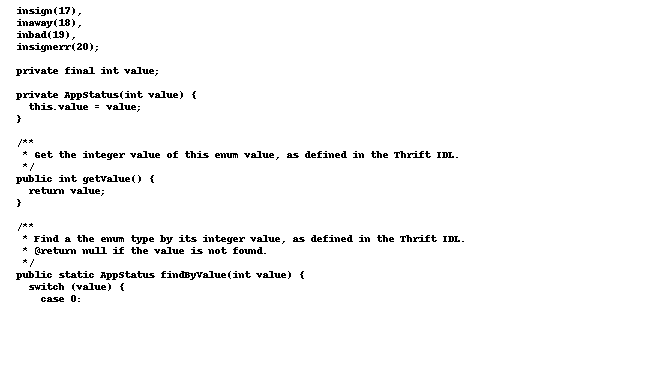 insign(17),
inaway(18),
inbad(19),
insignerr(20);
private final int value;
private AppStatus(int value) {
this.value = value;
}
/**
* Get the integer value of this enum value, as defined in the Thrift IDL.
*/
public int getValue() {
return value;
}
/**
* Find a the enum type by its integer value, as defined in the Thrift IDL.
* @return null if the value is not found.
*/
public static AppStatus findByValue(int value) {
switch (value) {
case 0: